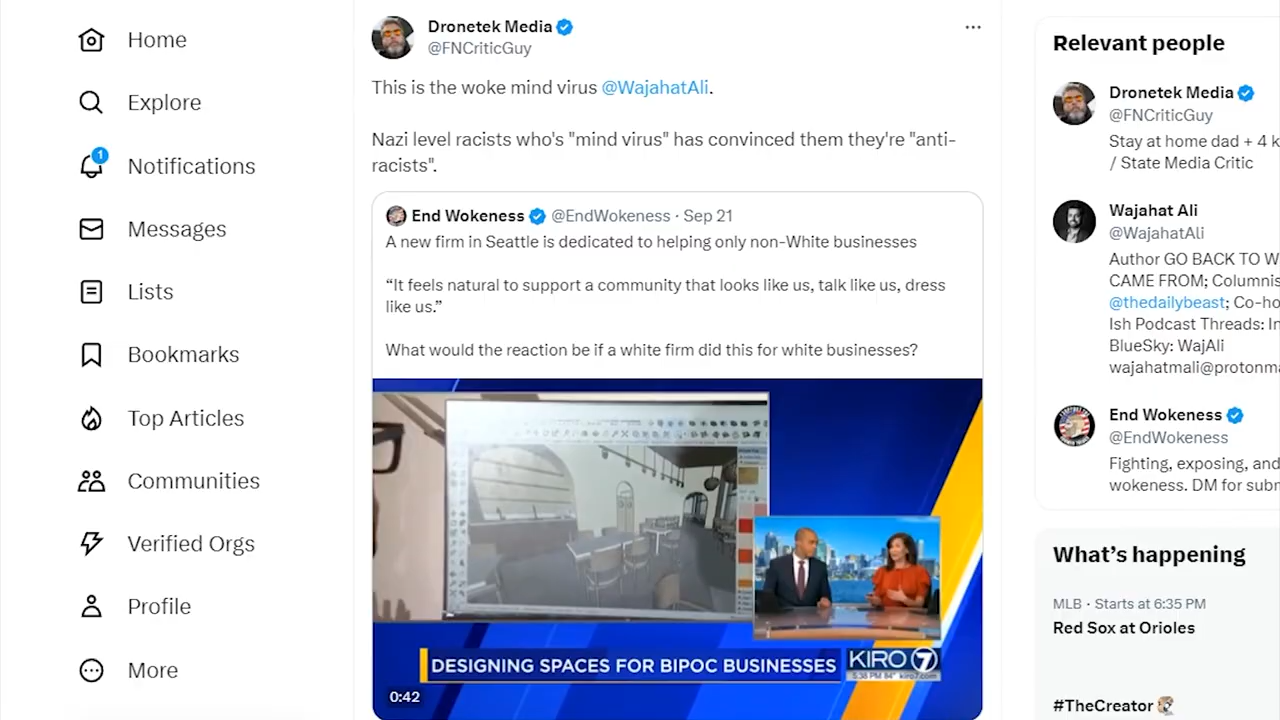 Home
Explore
1
Notifications
Messages
Lists
Bookmarks
Top Articles
Communities
Verified Orgs
Profile
More
Dronetek Media
@FNCriticGuy
This is the woke mind virus @WajahatAli.
Nazi level racists who's "mind virus" has convinced them they're "anti-
racists".
End Wokeness @EndWokeness · Sep 21
A new firm in Seattle is dedicated to helping only non-White businesses
“It feels natural to support a community that looks like us, talk like us, dress
like us.”
What would the reaction be if a white firm did this for white businesses?
DESIGNING SPACES FOR BIPOC BUSINESSES
KIRO 7
5:38 PM 84° kiro7.com
0:42
Relevant people
Dronetek Media
@FNCriticGuy
Stay at home dad + 4 k
/ State Media Critic
Wajahat Ali
@WajahatAli
Author GO BACK TO W
CAME FROM; Columnis
@thedailybeast; Co-ho
Ish Podcast Threads: In
BlueSky: WajAli
wajahatmali@protonma
End Wokeness
@EndWokeness
Fighting, exposing, and
wokeness. DM for subm
What’s happening
MLB · Starts at 6:35 PM
Red Sox at Orioles
#TheCreator